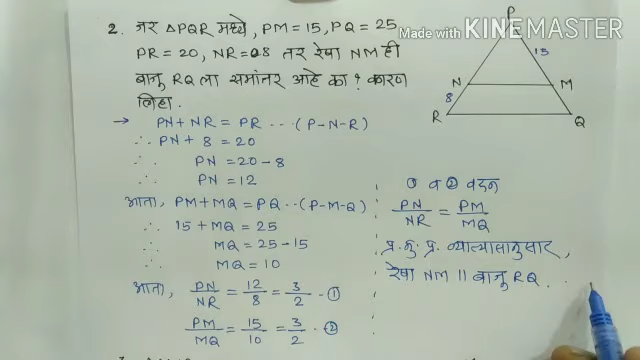 2. जर △PQR मध्ये, PM = 15, PQ = 25
PR = 20, NR = 08 तर रेषा NM ही
बाजू RQ ला समांतर आहे का? कारण
लिहा.
→ PN + NR = PR ... (P-N-R)
∴ PN + 8 = 20
∴ PN = 20 - 8
∴ PN = 12
आता, PM + MQ = PQ ... (P-M-Q)
∴ 15 + MQ = 25
∴ MQ = 25 - 15
∴ MQ = 10
आता, PN/NR = 12/8 = 3/2 - ①
PM/MQ = 15/10 = 3/2 - ②
① व ② वरून
PN/NR = PM/MQ
प्र. मु. प्र. व्यात्यासानुसार,
रेषा NM || बाजू RQ.
Made with KINEMASTER
P
15
N
M
8
R
Q